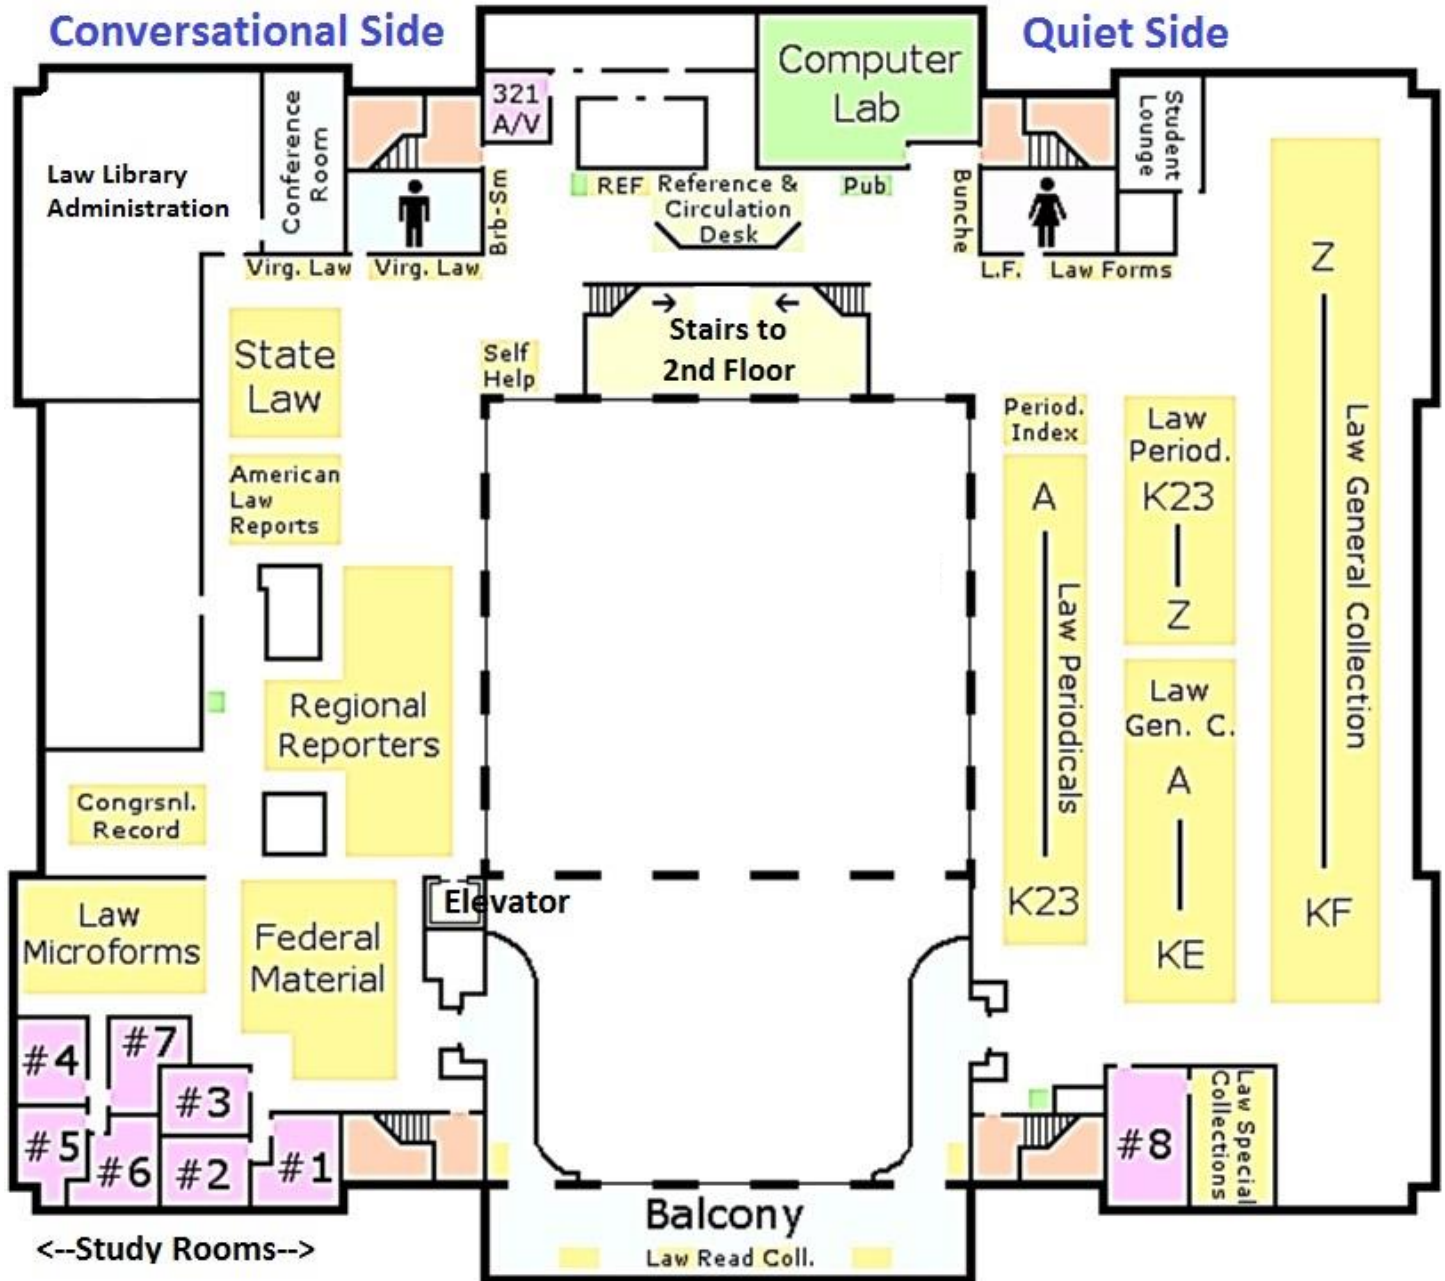 Conversational Side
Quiet Side
Computer
Lab
321
A/V
Conference
Room
Student
Lounge
Law Library
Administration
REF
Reference &
Circulation
Desk
Pub
Brb-Sm
Bunche
Virg. Law
Virg. Law
L.F.
Law Forms
Stairs to
2nd Floor
State
Law
Self
Help
American
Law
Reports
Regional
Reporters
Congrsnl.
Record
Law
Microforms
Federal
Material
Elevator
Period.
Index
A
K23
Law Periodicals
Law
Period.
K23
Z
Law
Gen. C.
A
KE
Z
KF
Law General Collection
#4
#7
#3
#5
#6
#2
#1
#8
Law Special
Collections
Balcony
Law Read Coll.
<--Study Rooms-->